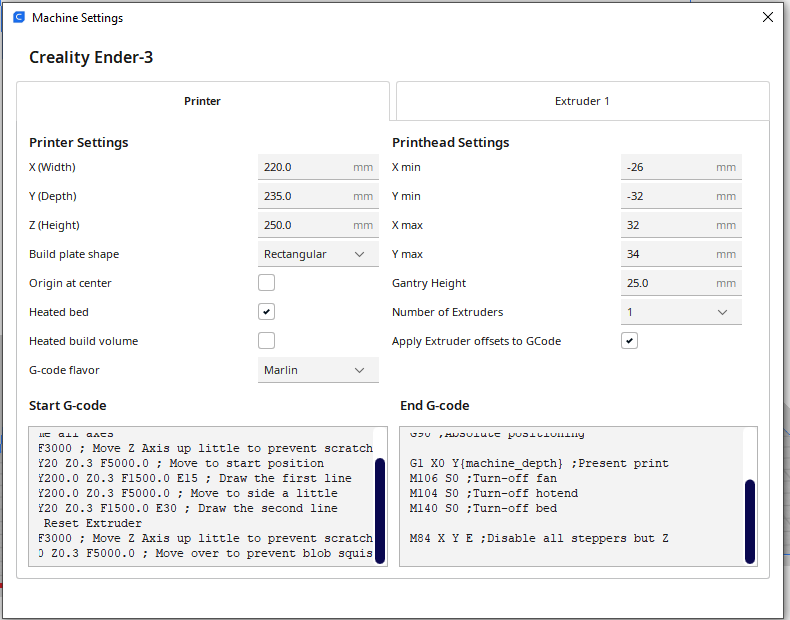 Machine Settings
Creality Ender-3
Printer
Extruder 1
Printer Settings
X (Width) 220.0 mm
Y (Depth) 235.0 mm
Z (Height) 250.0 mm
Build plate shape Rectangular
Origin at center
Heated bed
Heated build volume
G-code flavor Marlin
Printhead Settings
X min -26 mm
Y min -32 mm
X max 32 mm
Y max 34 mm
Gantry Height 25.0 mm
Number of Extruders 1
Apply Extruder offsets to GCode
Start G-code
me all axes
F3000 ; Move Z Axis up little to prevent scratch
Y20 Z0.3 F5000.0 ; Move to start position
Y200.0 Z0.3 F1500.0 E15 ; Draw the first line
Y200.0 Z0.3 F5000.0 ; Move to side a little
Y20 Z0.3 F1500.0 E30 ; Draw the second line
Reset Extruder
F3000 ; Move Z Axis up little to prevent scratch
0 Z0.3 F5000.0 ; Move over to prevent blob squis
End G-code
G90 ;Absolute positioning
G1 X0 Y{machine_depth} ;Present print
M106 S0 ;Turn-off fan
M104 S0 ;Turn-off hotend
M140 S0 ;Turn-off bed
M84 X Y E ;Disable all steppers but Z